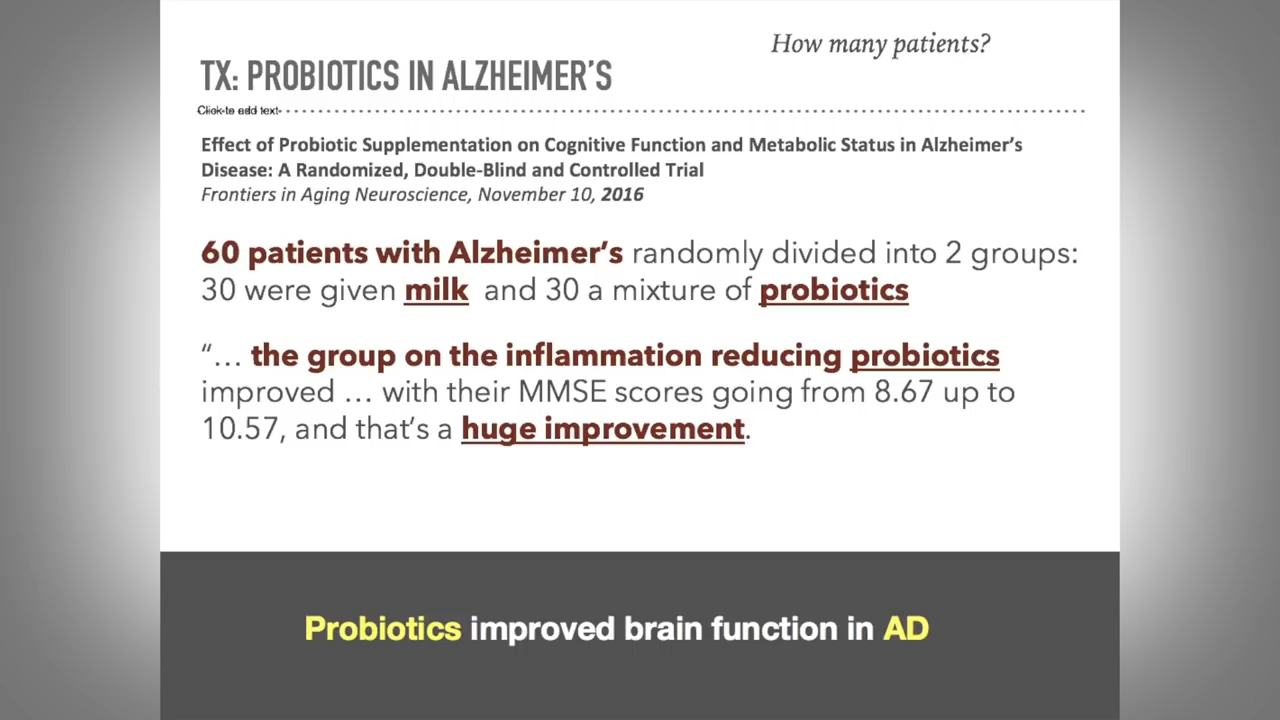 How many patients?
TX: PROBIOTICS IN ALZHEIMER'S
Click to add text
Effect of Probiotic Supplementation on Cognitive Function and Metabolic Status in Alzheimer's
Disease: A Randomized, Double-Blind and Controlled Trial
Frontiers in Aging Neuroscience, November 10, 2016
60 patients with Alzheimer's randomly divided into 2 groups:
30 were given milk and 30 a mixture of probiotics
"... the group on the inflammation reducing probiotics
improved ... with their MMSE scores going from 8.67 up to
10.57, and that's a huge improvement.
Probiotics improved brain function in AD